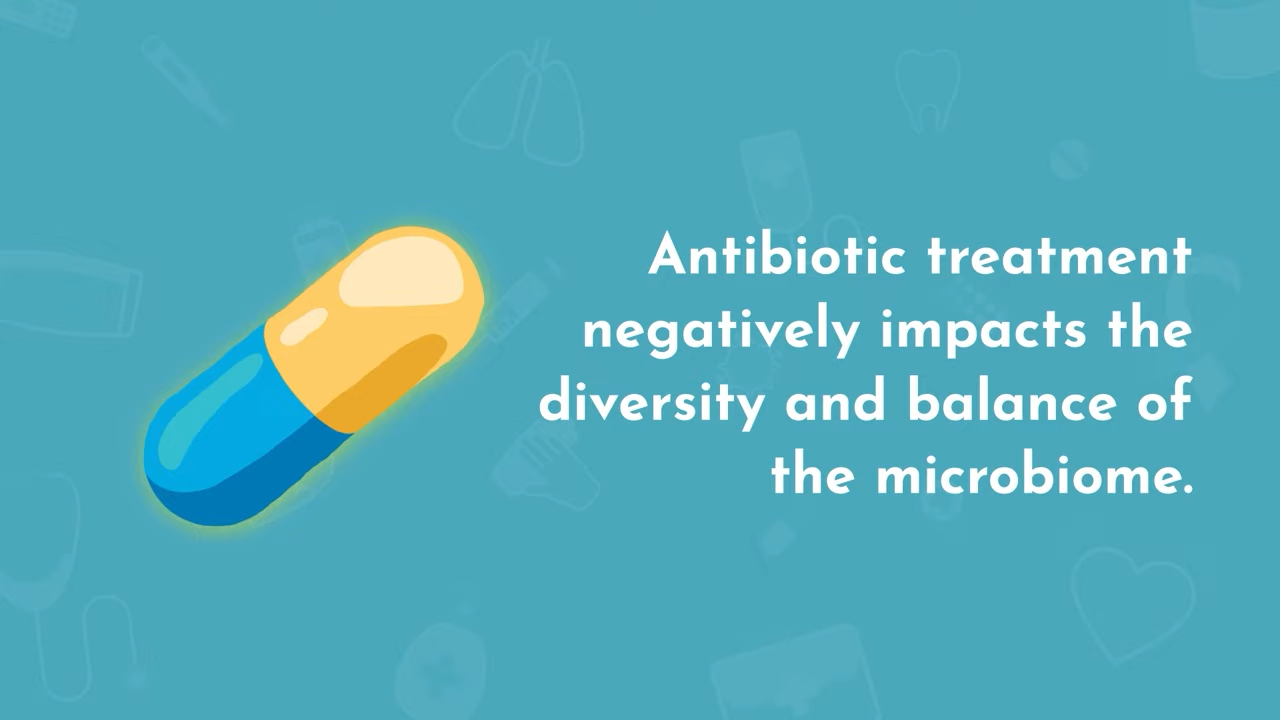 Antibiotic treatment
negatively impacts the
diversity and balance of
the microbiome.